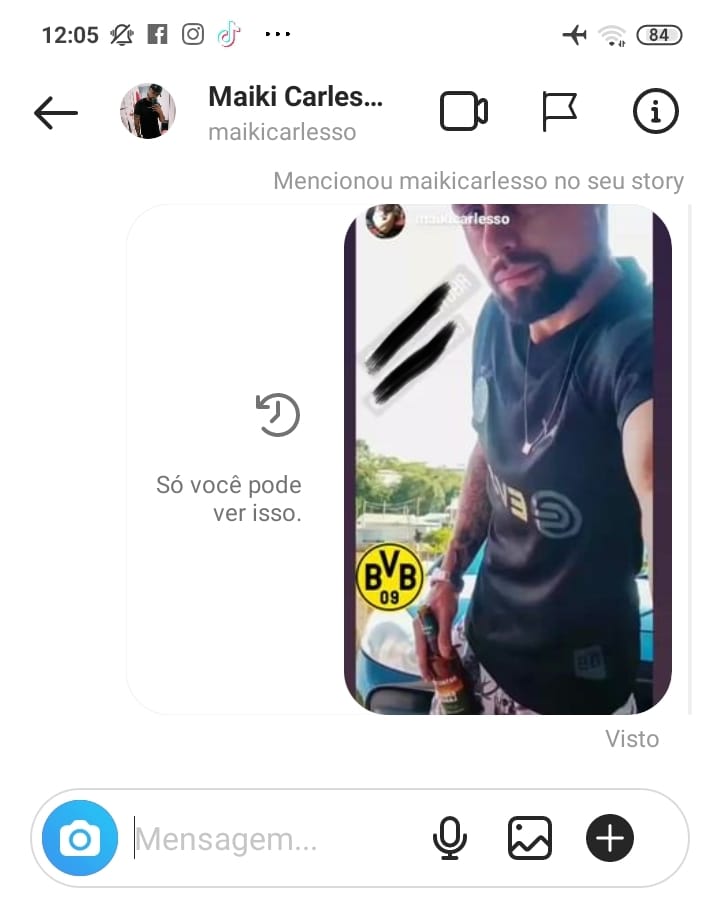 12:05
84
Maiki Carles...
maikicarlesso
Mencionou maikicarlesso no seu story
maikicarlesso
Só você pode
ver isso.
BVB
09
Visto
Mensagem...